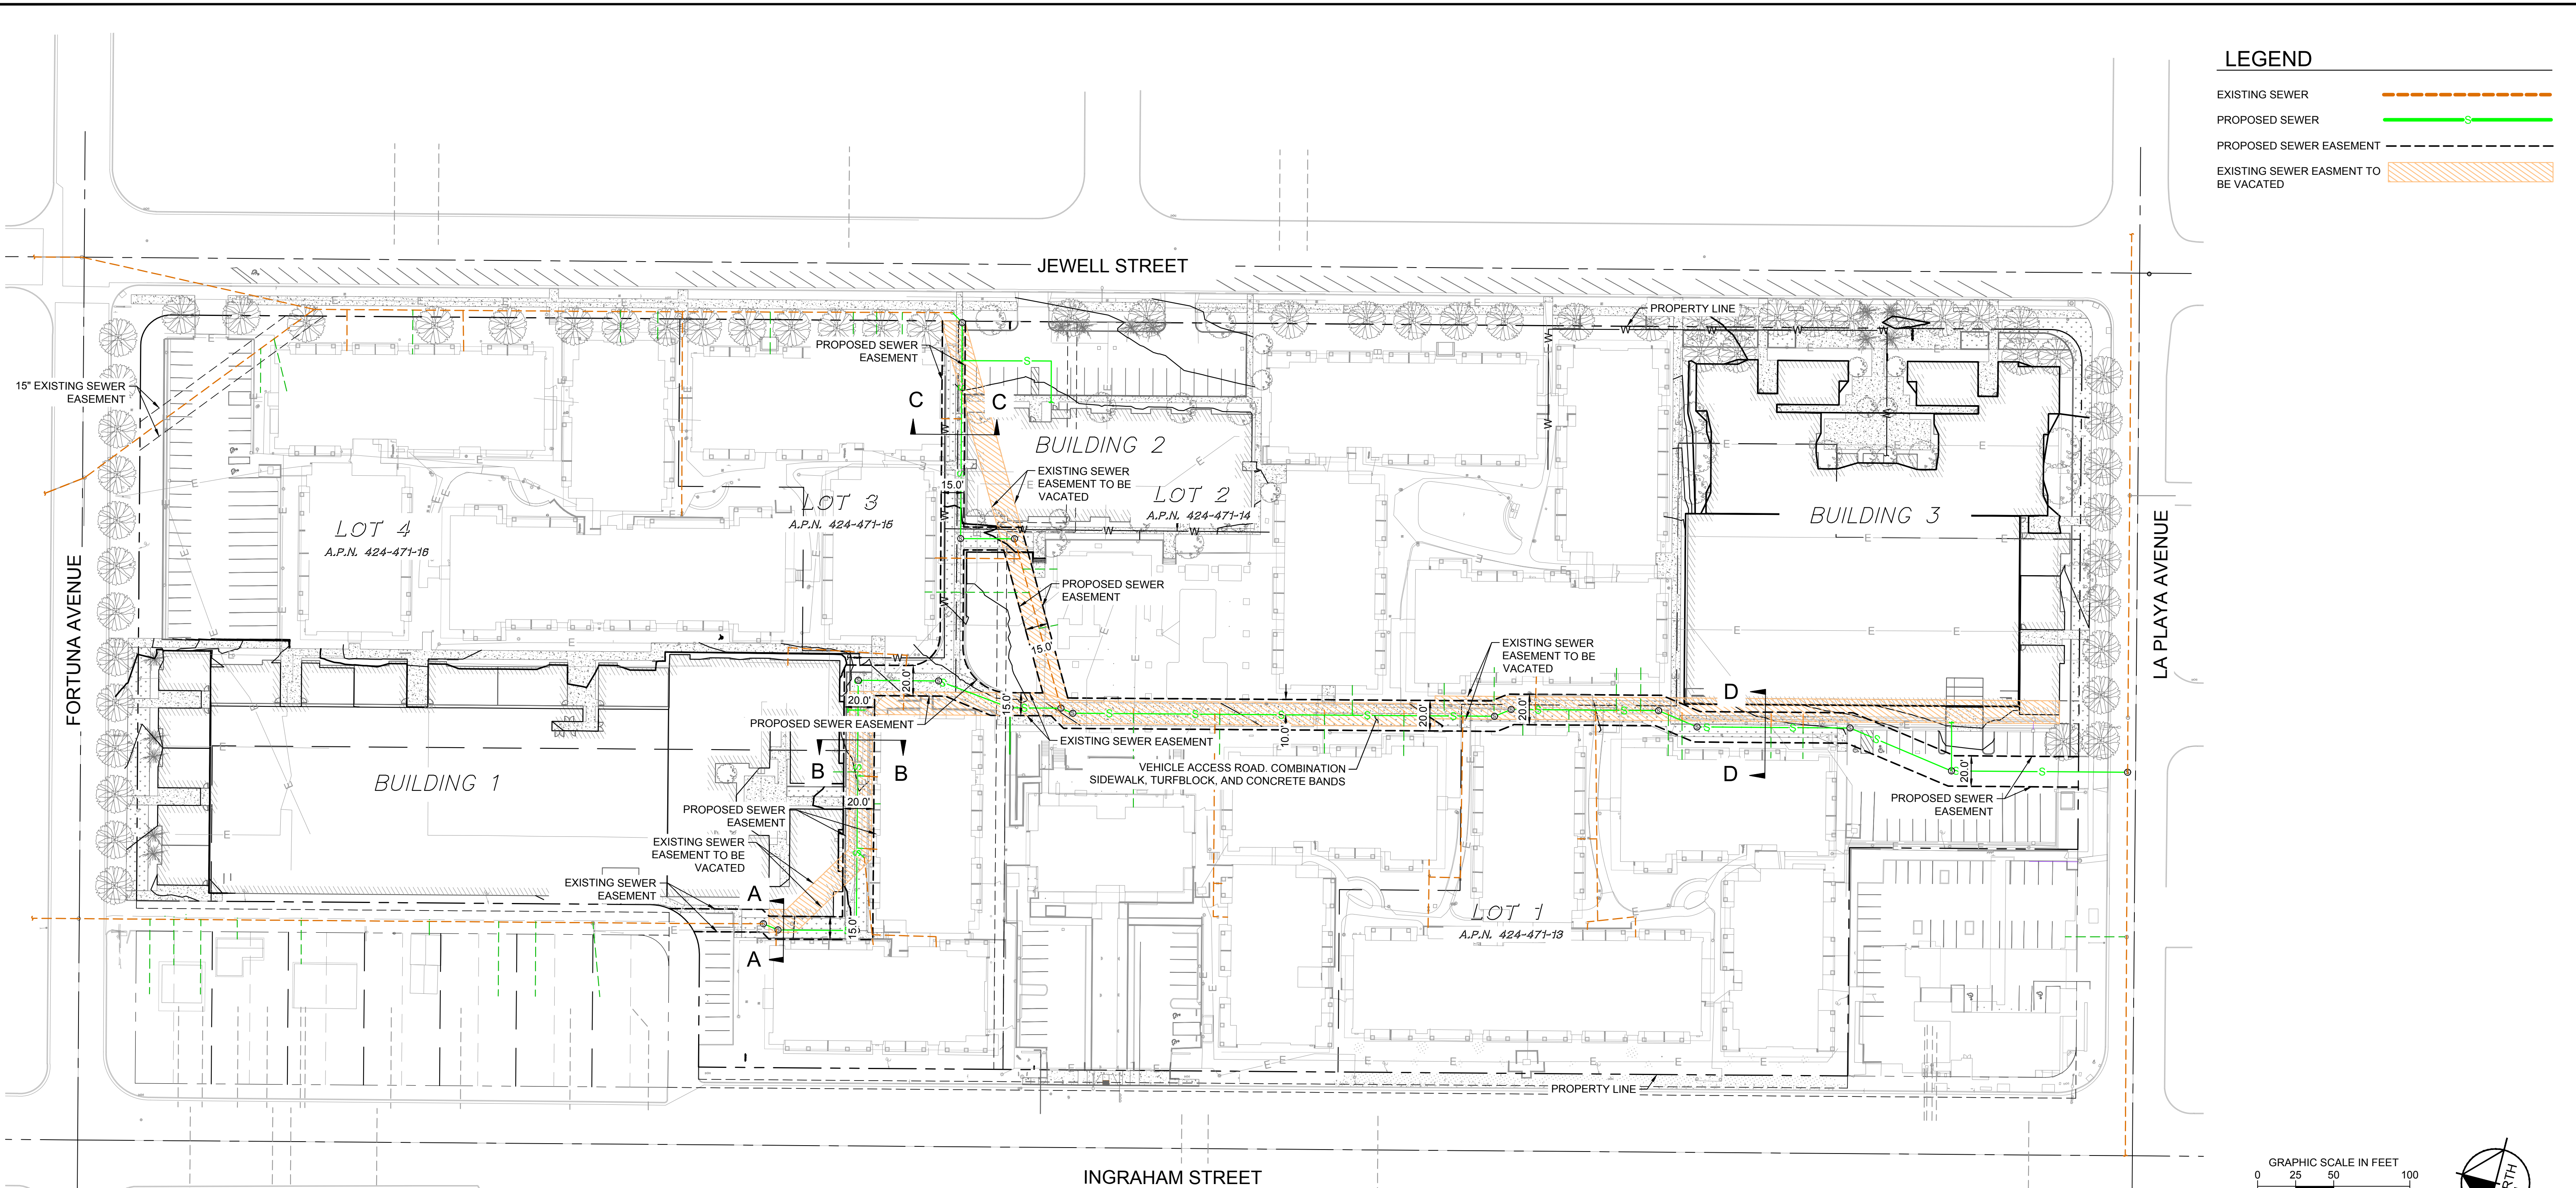 LEGEND
EXISTING SEWER
PROPOSED SEWER
S
PROPOSED SEWER EASEMENT
EXISTING SEWER EASMENT TO
BE VACATED
JEWELL STREET
PROPERTY LINE
PROPOSED SEWER
EASEMENT
15" EXISTING SEWER
EASEMENT
C
C
BUILDING 2
EXISTING SEWER
EASEMENT TO BE
VACATED
15.0'
LOT 2
A.P.N. 424-471-14
LOT 3
A.P.N. 424-471-15
LOT 4
A.P.N. 424-471-16
BUILDING 3
FORTUNA AVENUE
LA PLAYA AVENUE
PROPOSED SEWER
EASEMENT
15.0'
EXISTING SEWER
EASEMENT TO BE
VACATED
20.0'
20.0'
15.0'
20.0'
20.0'
10.0'
D
PROPOSED SEWER EASEMENT
EXISTING SEWER EASEMENT
VEHICLE ACCESS ROAD. COMBINATION
SIDEWALK, TURFBLOCK, AND CONCRETE BANDS
B
B
D
20.0'
BUILDING 1
PROPOSED SEWER
EASEMENT
20.0'
PROPOSED SEWER
EASEMENT
EXISTING SEWER
EASEMENT TO BE
VACATED
EXISTING SEWER
EASEMENT
A
15.0'
A
LOT 1
A.P.N. 424-471-13
PROPERTY LINE
INGRAHAM STREET
GRAPHIC SCALE IN FEET
0 25 50 100